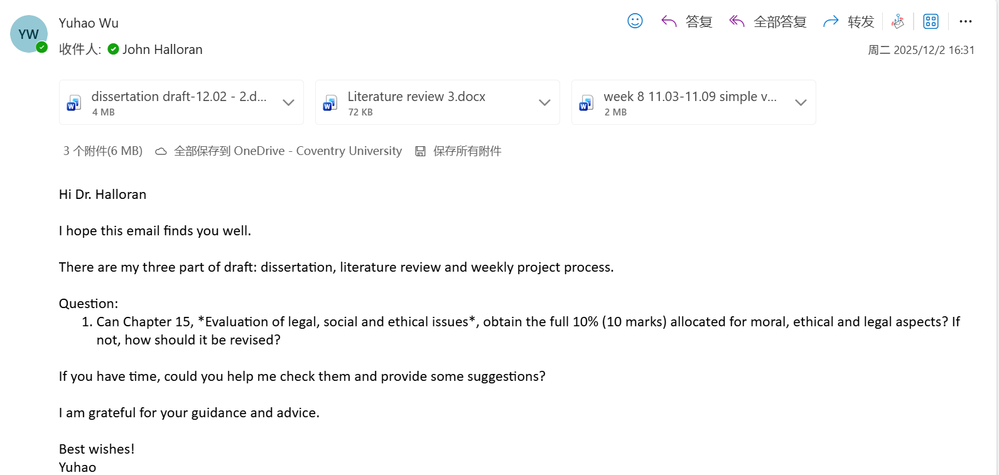 YW
Yuhao Wu
答复
全部答复
转发
收件人: John Halloran
周二 2025/12/2 16:31
dissertation draft-12.02 - 2.d...
4 MB
Literature review 3.docx
72 KB
week 8 11.03-11.09 simple v...
2 MB
3 个附件(6 MB)
全部保存到 OneDrive - Coventry University
保存所有附件
Hi Dr. Halloran
I hope this email finds you well.
There are my three part of draft: dissertation, literature review and weekly project process.
Question:
1. Can Chapter 15, *Evaluation of legal, social and ethical issues*, obtain the full 10% (10 marks) allocated for moral, ethical and legal aspects? If
not, how should it be revised?
If you have time, could you help me check them and provide some suggestions?
I am grateful for your guidance and advice.
Best wishes!
Yuhao